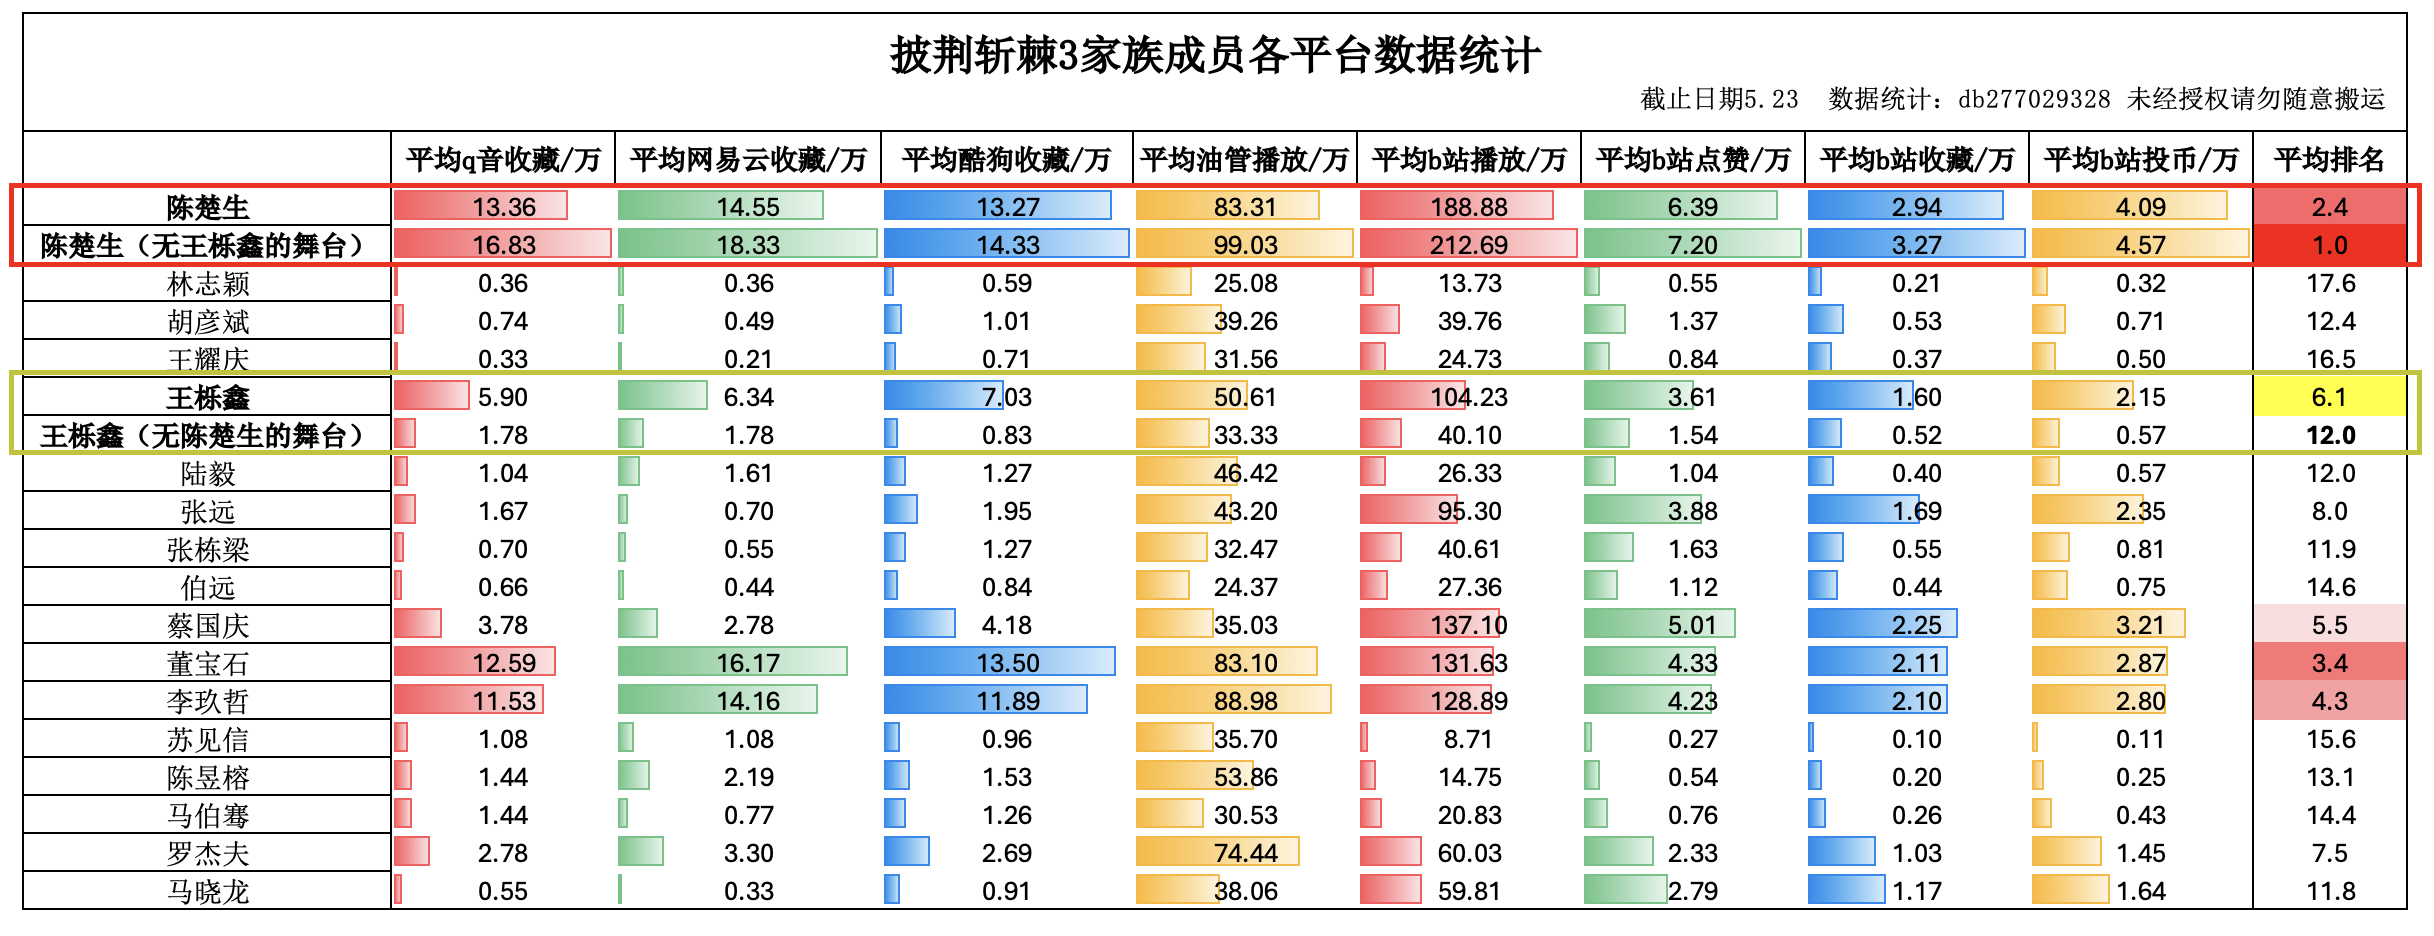 披荆斩棘3家族成员各平台数据统计
截止日期5.23 数据统计：db277029328 未经授权请勿随意搬运
平均q音收藏/万 平均网易云收藏/万 平均酷狗收藏/万 平均油管播放/万 平均b站播放/万 平均b站点赞/万 平均b站收藏/万 平均b站投币/万 平均排名
陈楚生 13.36 14.55 13.27 83.31 188.88 6.39 2.94 4.09 2.4
陈楚生（无王栎鑫的舞台） 16.83 18.33 14.33 99.03 212.69 7.20 3.27 4.57 1.0
林志颖 0.36 0.36 0.59 25.08 13.73 0.55 0.21 0.32 17.6
胡彦斌 0.74 0.49 1.01 39.26 39.76 1.37 0.53 0.71 12.4
王耀庆 0.33 0.21 0.71 31.56 24.73 0.84 0.37 0.50 16.5
王栎鑫 5.90 6.34 7.03 50.61 104.23 3.61 1.60 2.15 6.1
王栎鑫（无陈楚生的舞台） 1.78 1.78 0.83 33.33 40.10 1.54 0.52 0.57 12.0
陆毅 1.04 1.61 1.27 46.42 26.33 1.04 0.40 0.57 12.0
张远 1.67 0.70 1.95 43.20 95.30 3.88 1.69 2.35 8.0
张栋梁 0.70 0.55 1.27 32.47 40.61 1.63 0.55 0.81 11.9
伯远 0.66 0.44 0.84 24.37 27.36 1.12 0.44 0.75 14.6
蔡国庆 3.78 2.78 4.18 35.03 137.10 5.01 2.25 3.21 5.5
董宝石 12.59 16.17 13.50 83.10 131.63 4.33 2.11 2.87 3.4
李玖哲 11.53 14.16 11.89 88.98 128.89 4.23 2.10 2.80 4.3
苏见信 1.08 1.08 0.96 35.70 8.71 0.27 0.10 0.11 15.6
陈昱榕 1.44 2.19 1.53 53.86 14.75 0.54 0.20 0.25 13.1
马伯骞 1.44 0.77 1.26 30.53 20.83 0.76 0.26 0.43 14.4
罗杰夫 2.78 3.30 2.69 74.44 60.03 2.33 1.03 1.45 7.5
马晓龙 0.55 0.33 0.91 38.06 59.81 2.79 1.17 1.64 11.8